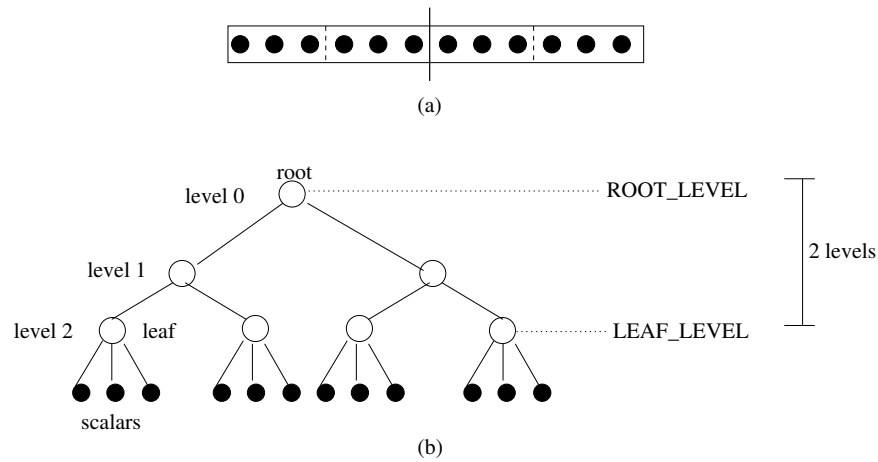 (a)
root
level 0
ROOT_LEVEL
level 1
2 levels
level 2
leaf
LEAF_LEVEL
scalars
(b)